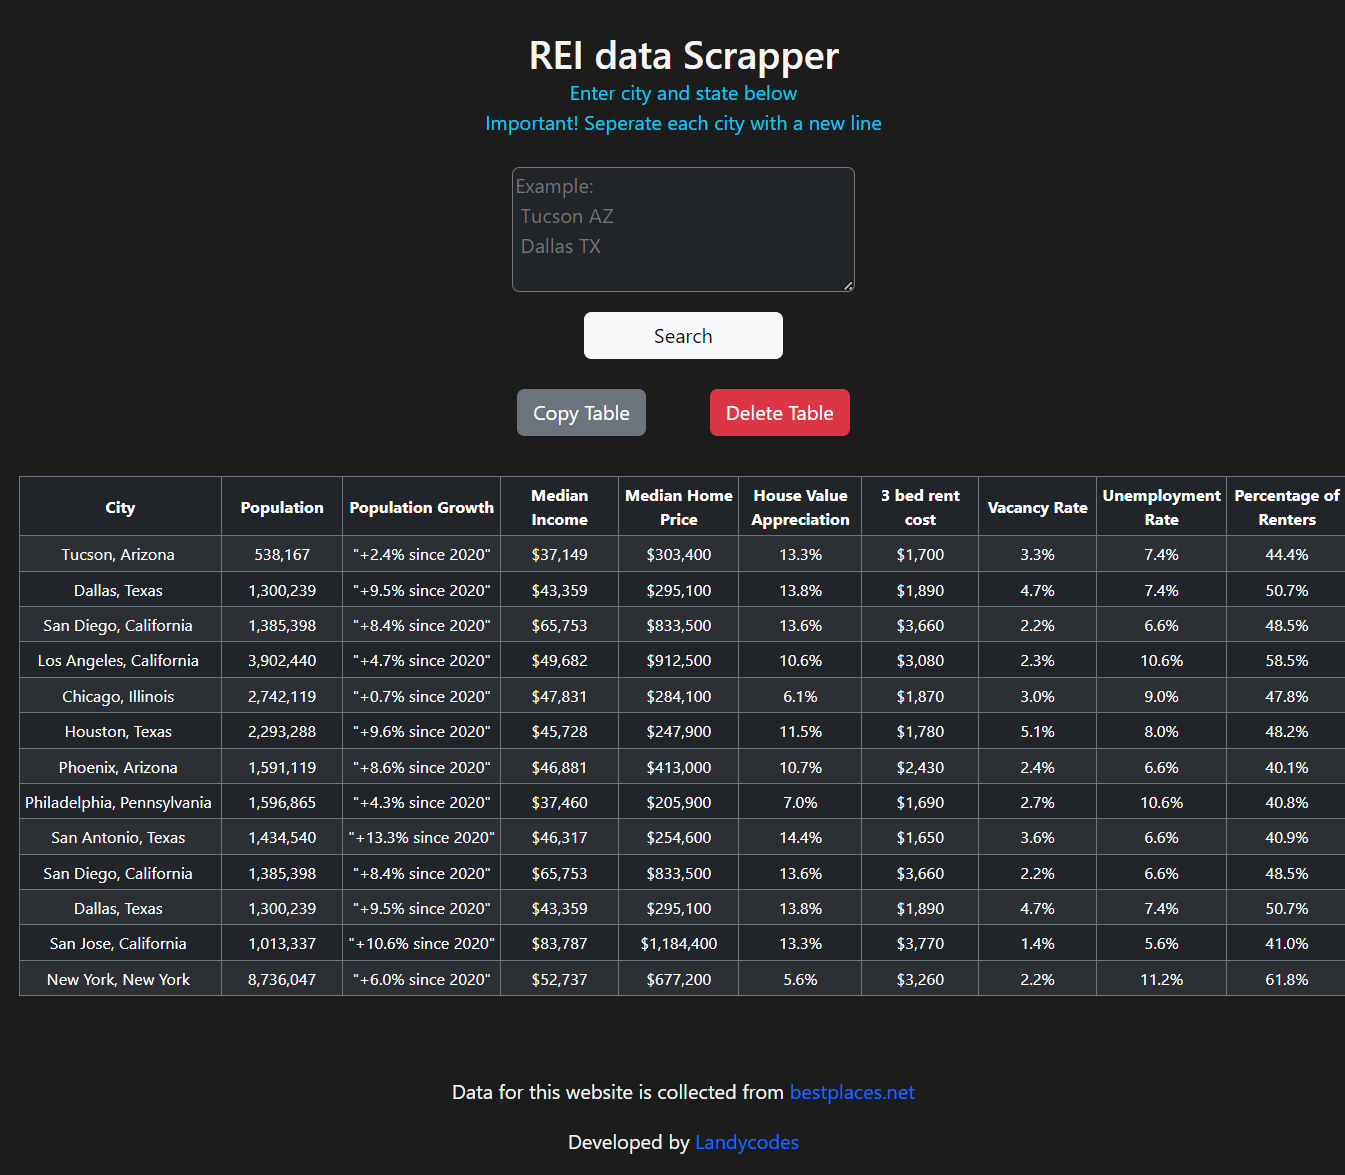 REI data Scrapper
Enter city and state below
Important! Seperate each city with a new line
Example:
Tucson AZ
Dallas TX
Search
Copy Table Delete Table
City Population Population Growth Median Income Median Home Price House Value Appreciation 3 bed rent cost Vacancy Rate Unemployment Rate Percentage of Renters
Tucson, Arizona 538,167 "+2.4% since 2020" $37,149 $303,400 13.3% $1,700 3.3% 7.4% 44.4%
Dallas, Texas 1,300,239 "+9.5% since 2020" $43,359 $295,100 13.8% $1,890 4.7% 7.4% 50.7%
San Diego, California 1,385,398 "+8.4% since 2020" $65,753 $833,500 13.6% $3,660 2.2% 6.6% 48.5%
Los Angeles, California 3,902,440 "+4.7% since 2020" $49,682 $912,500 10.6% $3,080 2.3% 10.6% 58.5%
Chicago, Illinois 2,742,119 "+0.7% since 2020" $47,831 $284,100 6.1% $1,870 3.0% 9.0% 47.8%
Houston, Texas 2,293,288 "+9.6% since 2020" $45,728 $247,900 11.5% $1,780 5.1% 8.0% 48.2%
Phoenix, Arizona 1,591,119 "+8.6% since 2020" $46,881 $413,000 10.7% $2,430 2.4% 6.6% 40.1%
Philadelphia, Pennsylvania 1,596,865 "+4.3% since 2020" $37,460 $205,900 7.0% $1,690 2.7% 10.6% 40.8%
San Antonio, Texas 1,434,540 "+13.3% since 2020" $46,317 $254,600 14.4% $1,650 3.6% 6.6% 40.9%
San Diego, California 1,385,398 "+8.4% since 2020" $65,753 $833,500 13.6% $3,660 2.2% 6.6% 48.5%
Dallas, Texas 1,300,239 "+9.5% since 2020" $43,359 $295,100 13.8% $1,890 4.7% 7.4% 50.7%
San Jose, California 1,013,337 "+10.6% since 2020" $83,787 $1,184,400 13.3% $3,770 1.4% 5.6% 41.0%
New York, New York 8,736,047 "+6.0% since 2020" $52,737 $677,200 5.6% $3,260 2.2% 11.2% 61.8%
Data for this website is collected from bestplaces.net
Developed by Landycodes